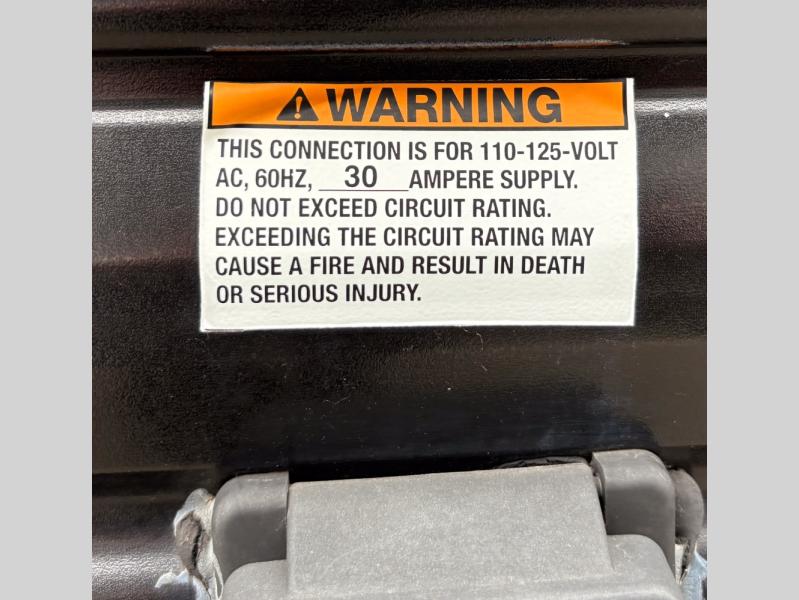 WARNING
THIS CONNECTION IS FOR 110-125-VOLT
AC, 60HZ, 30 AMPERE SUPPLY.
DO NOT EXCEED CIRCUIT RATING.
EXCEEDING THE CIRCUIT RATING MAY
CAUSE A FIRE AND RESULT IN DEATH
OR SERIOUS INJURY.